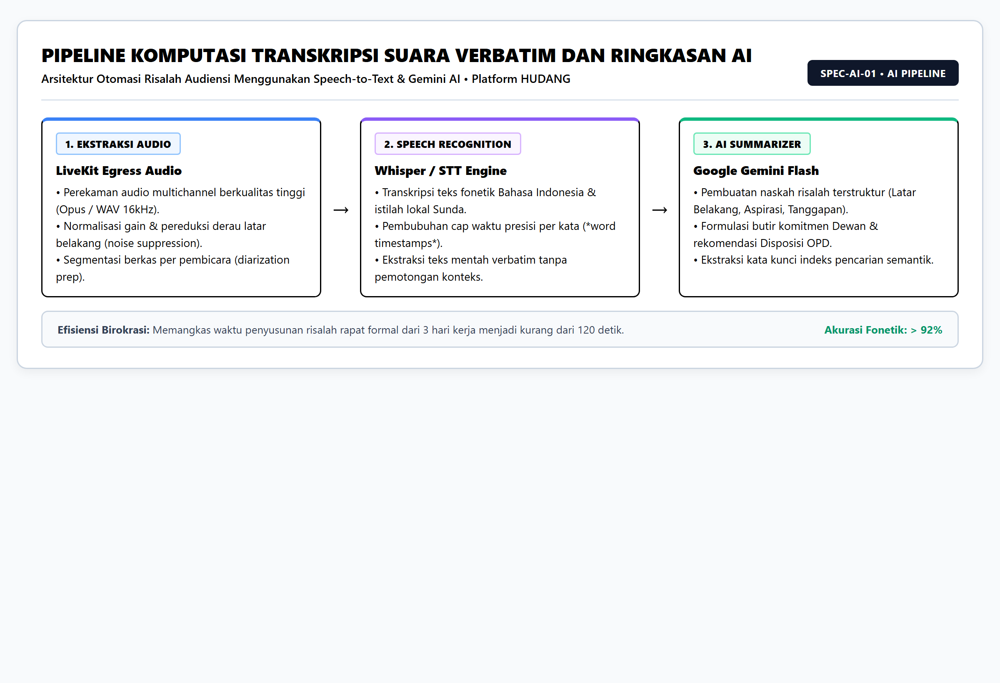 PIPELINE KOMPUTASI TRANSKRIPSI SUARA VERBATIM DAN RINGKASAN AI
Arsitektur Otomasi Risalah Audiensi Menggunakan Speech-to-Text & Gemini AI • Platform HUDANG
SPEC-AI-01 • AI PIPELINE
1. EKSTRAKSI AUDIO
LiveKit Egress Audio
• Perekaman audio multichannel berkualitas tinggi
(Opus / WAV 16kHz).
• Normalisasi gain & pereduksi derau latar
belakang (noise suppression).
• Segmentasi berkas per pembicara (diarization
prep).
→
2. SPEECH RECOGNITION
Whisper / STT Engine
• Transkripsi teks fonetik Bahasa Indonesia &
istilah lokal Sunda.
• Pembubuhan cap waktu presisi per kata (*word
timestamps*).
• Ekstraksi teks mentah verbatim tanpa
pemotongan konteks.
→
3. AI SUMMARIZER
Google Gemini Flash
• Pembuatan naskah risalah terstruktur (Latar
Belakang, Aspirasi, Tanggapan).
• Formulasi butir komitmen Dewan &
rekomendasi Disposisi OPD.
• Ekstraksi kata kunci indeks pencarian semantik.
Efisiensi Birokrasi: Memangkas waktu penyusunan risalah rapat formal dari 3 hari kerja menjadi kurang dari 120 detik.
Akurasi Fonetik: > 92%